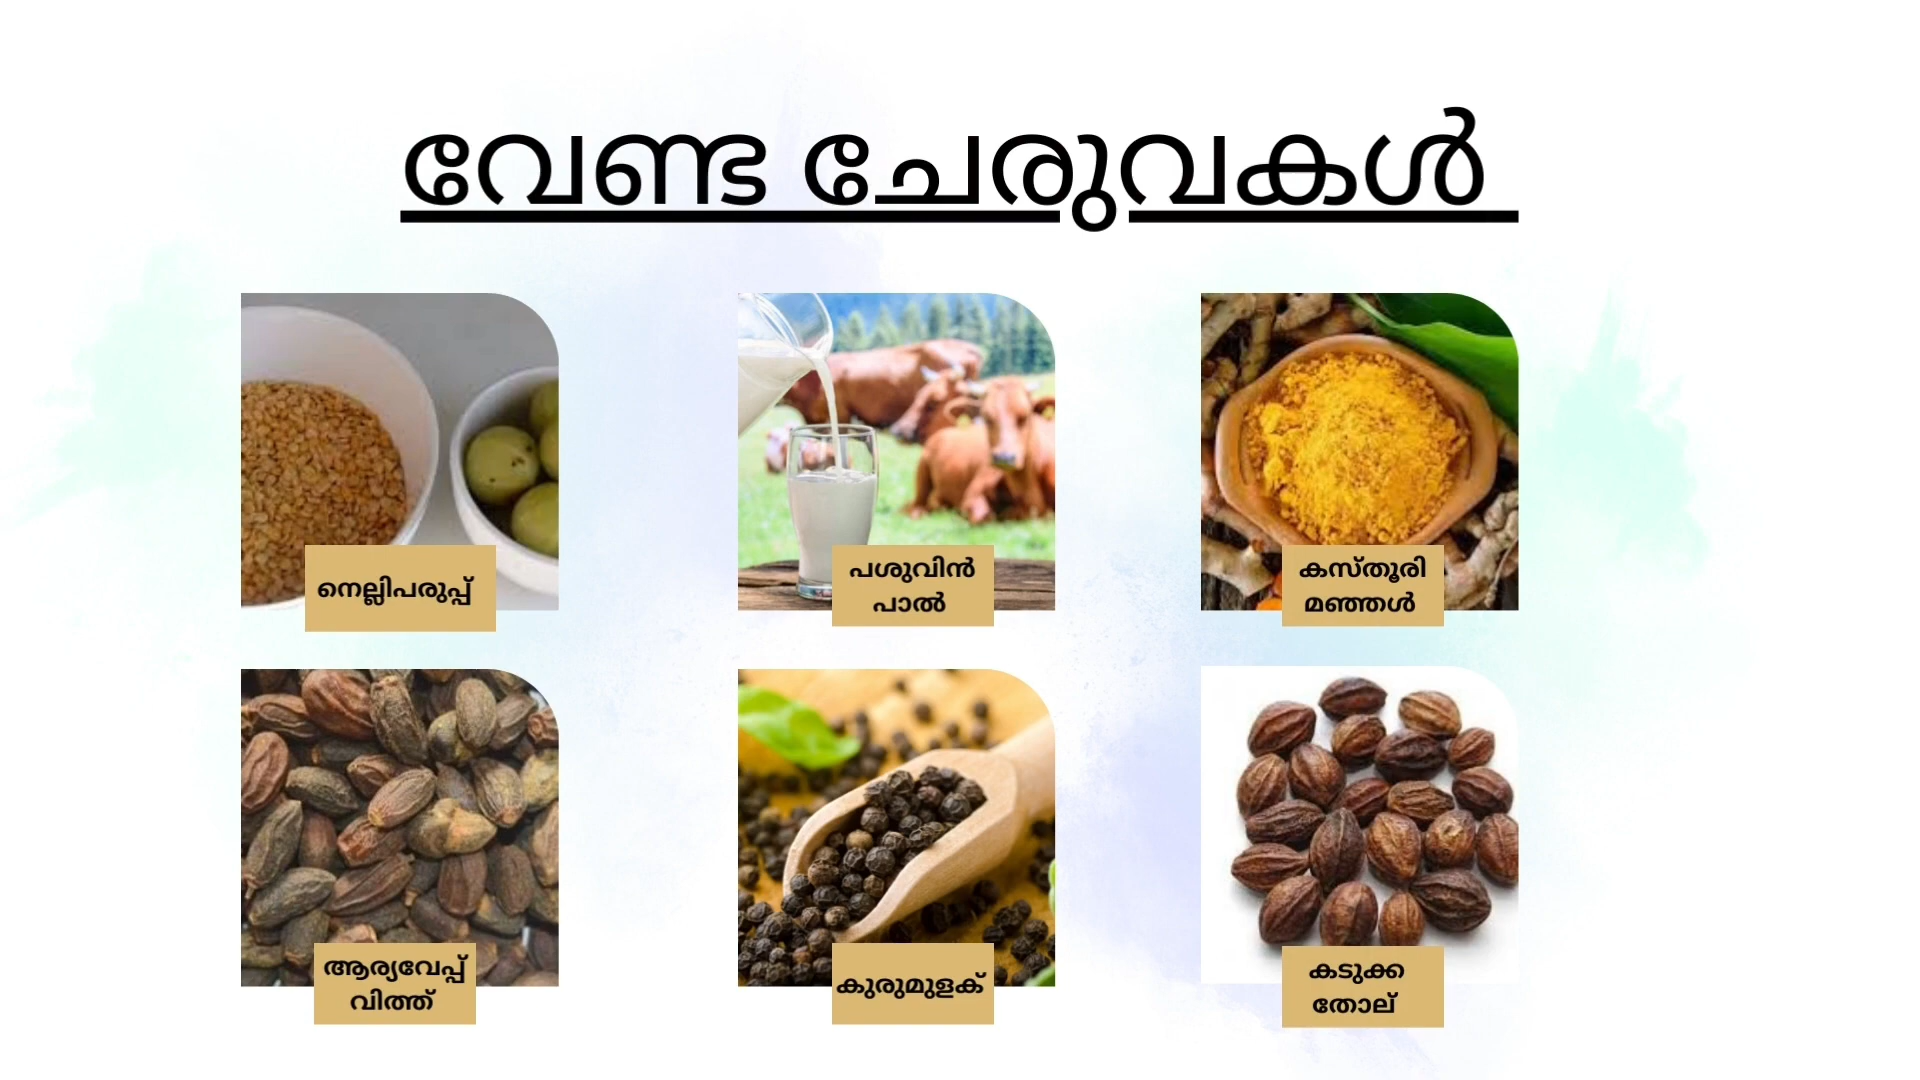 വേണ്ട ചേരുവകൾ
നെല്ലിപരുപ്പ്
പശുവിൻ
പാൽ
കസ്തൂരി
മഞ്ഞൾ
ആര്യവേപ്പ്
വിത്ത്
കുരുമുളക്
കടുക്ക
തോല്